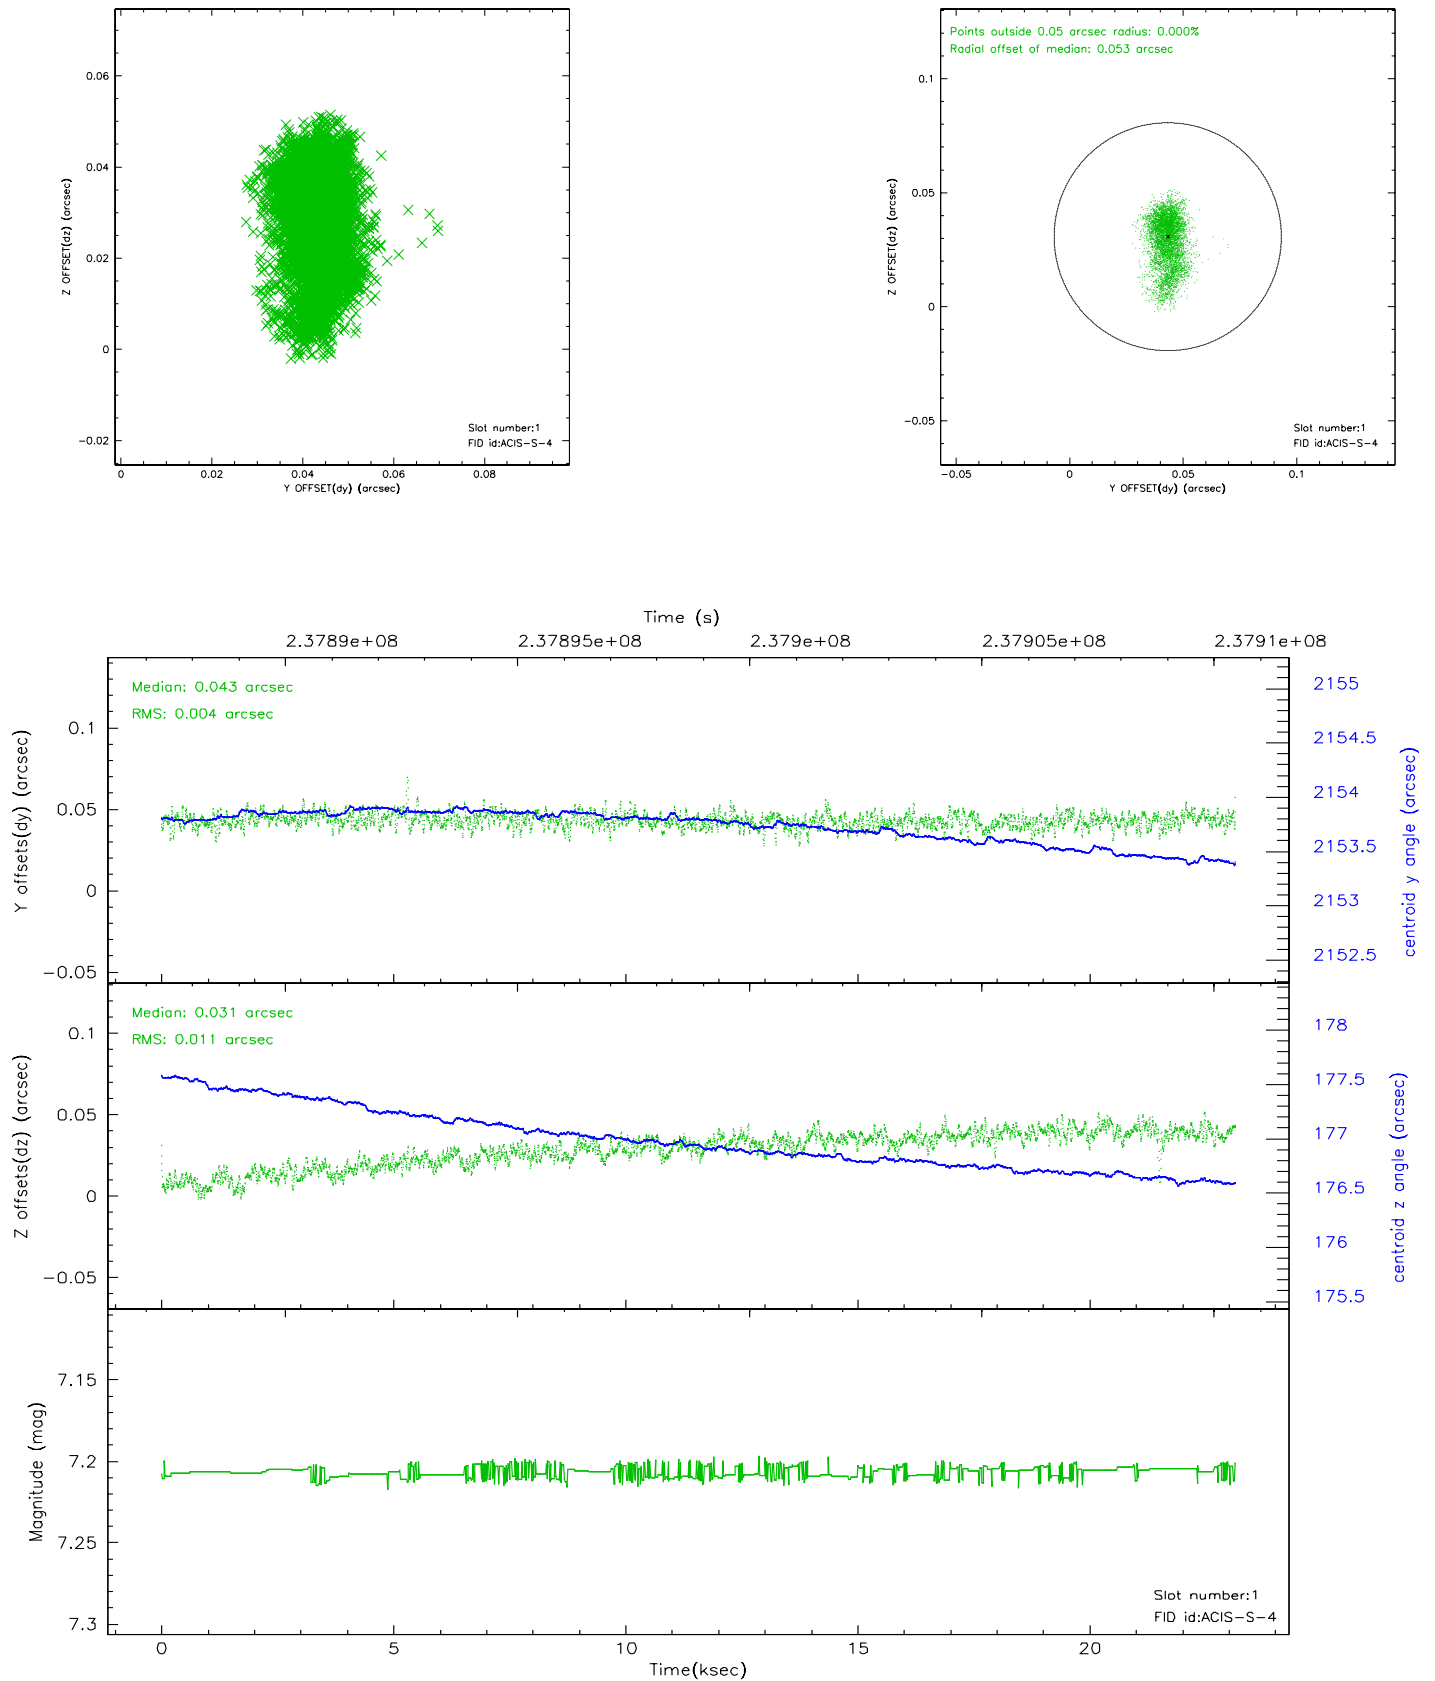 0.06
0.04
0.02
0
−0.02
Z OFFSET(dz) (arcsec)
Slot number:1
FID id:ACIS−S−4
0 0.02 0.04 0.06 0.08
Y OFFSET(dy) (arcsec)
Points outside 0.05 arcsec radius: 0.000%
Radial offset of median: 0.053 arcsec
0.1
0.05
0
−0.05
Z OFFSET(dz) (arcsec)
Slot number:1
FID id:ACIS−S−4
−0.05 0 0.05 0.1
Y OFFSET(dy) (arcsec)
Time (s)
2.3789e+08 2.37895e+08 2.379e+08 2.37905e+08 2.3791e+08
Median: 0.043 arcsec
RMS: 0.004 arcsec
0.1
0.05
0
−0.05
Y offsets(dy) (arcsec)
2155
2154.5
2154
2153.5
2153
2152.5
centroid y angle (arcsec)
Median: 0.031 arcsec
RMS: 0.011 arcsec
0.1
0.05
0
−0.05
Z offsets(dz) (arcsec)
178
177.5
177
176.5
176
175.5
centroid z angle (arcsec)
7.15
7.2
7.25
7.3
Magnitude (mag)
Slot number:1
FID id:ACIS−S−4
0 5 10 15 20
Time(ksec)